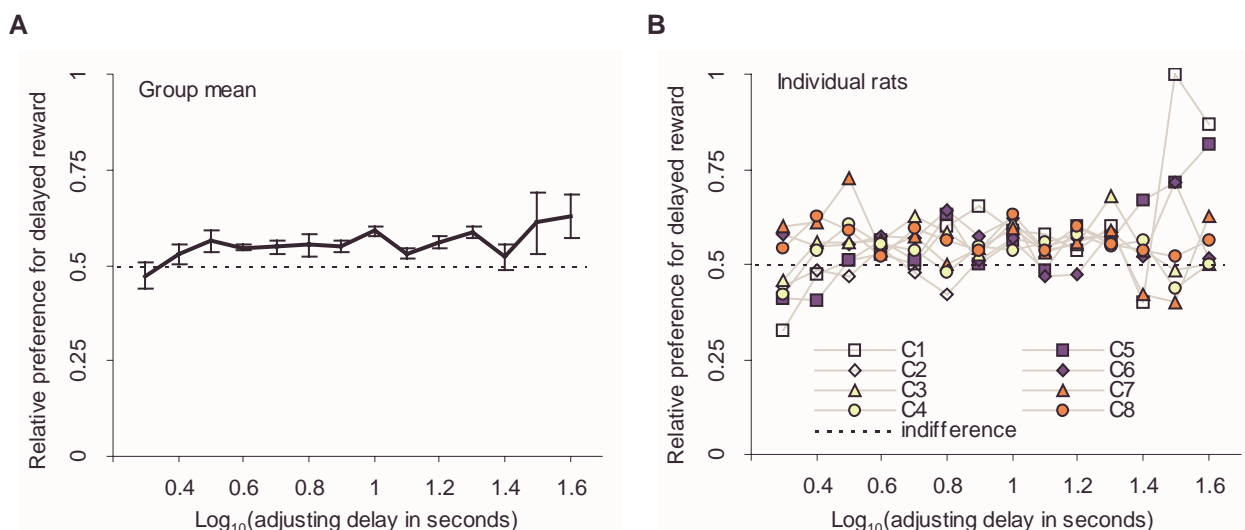 A
Group mean
Relative preference for delayed reward
1
0.75
0.5
0.25
0
0.4 0.6 0.8 1 1.2 1.4 1.6
Log10(adjusting delay in seconds)
B
Individual rats
Relative preference for delayed reward
1
0.75
0.5
0.25
0
C1 C5
C2 C6
C3 C7
C4 C8
indifference
0.4 0.6 0.8 1 1.2 1.4 1.6
Log10(adjusting delay in seconds)